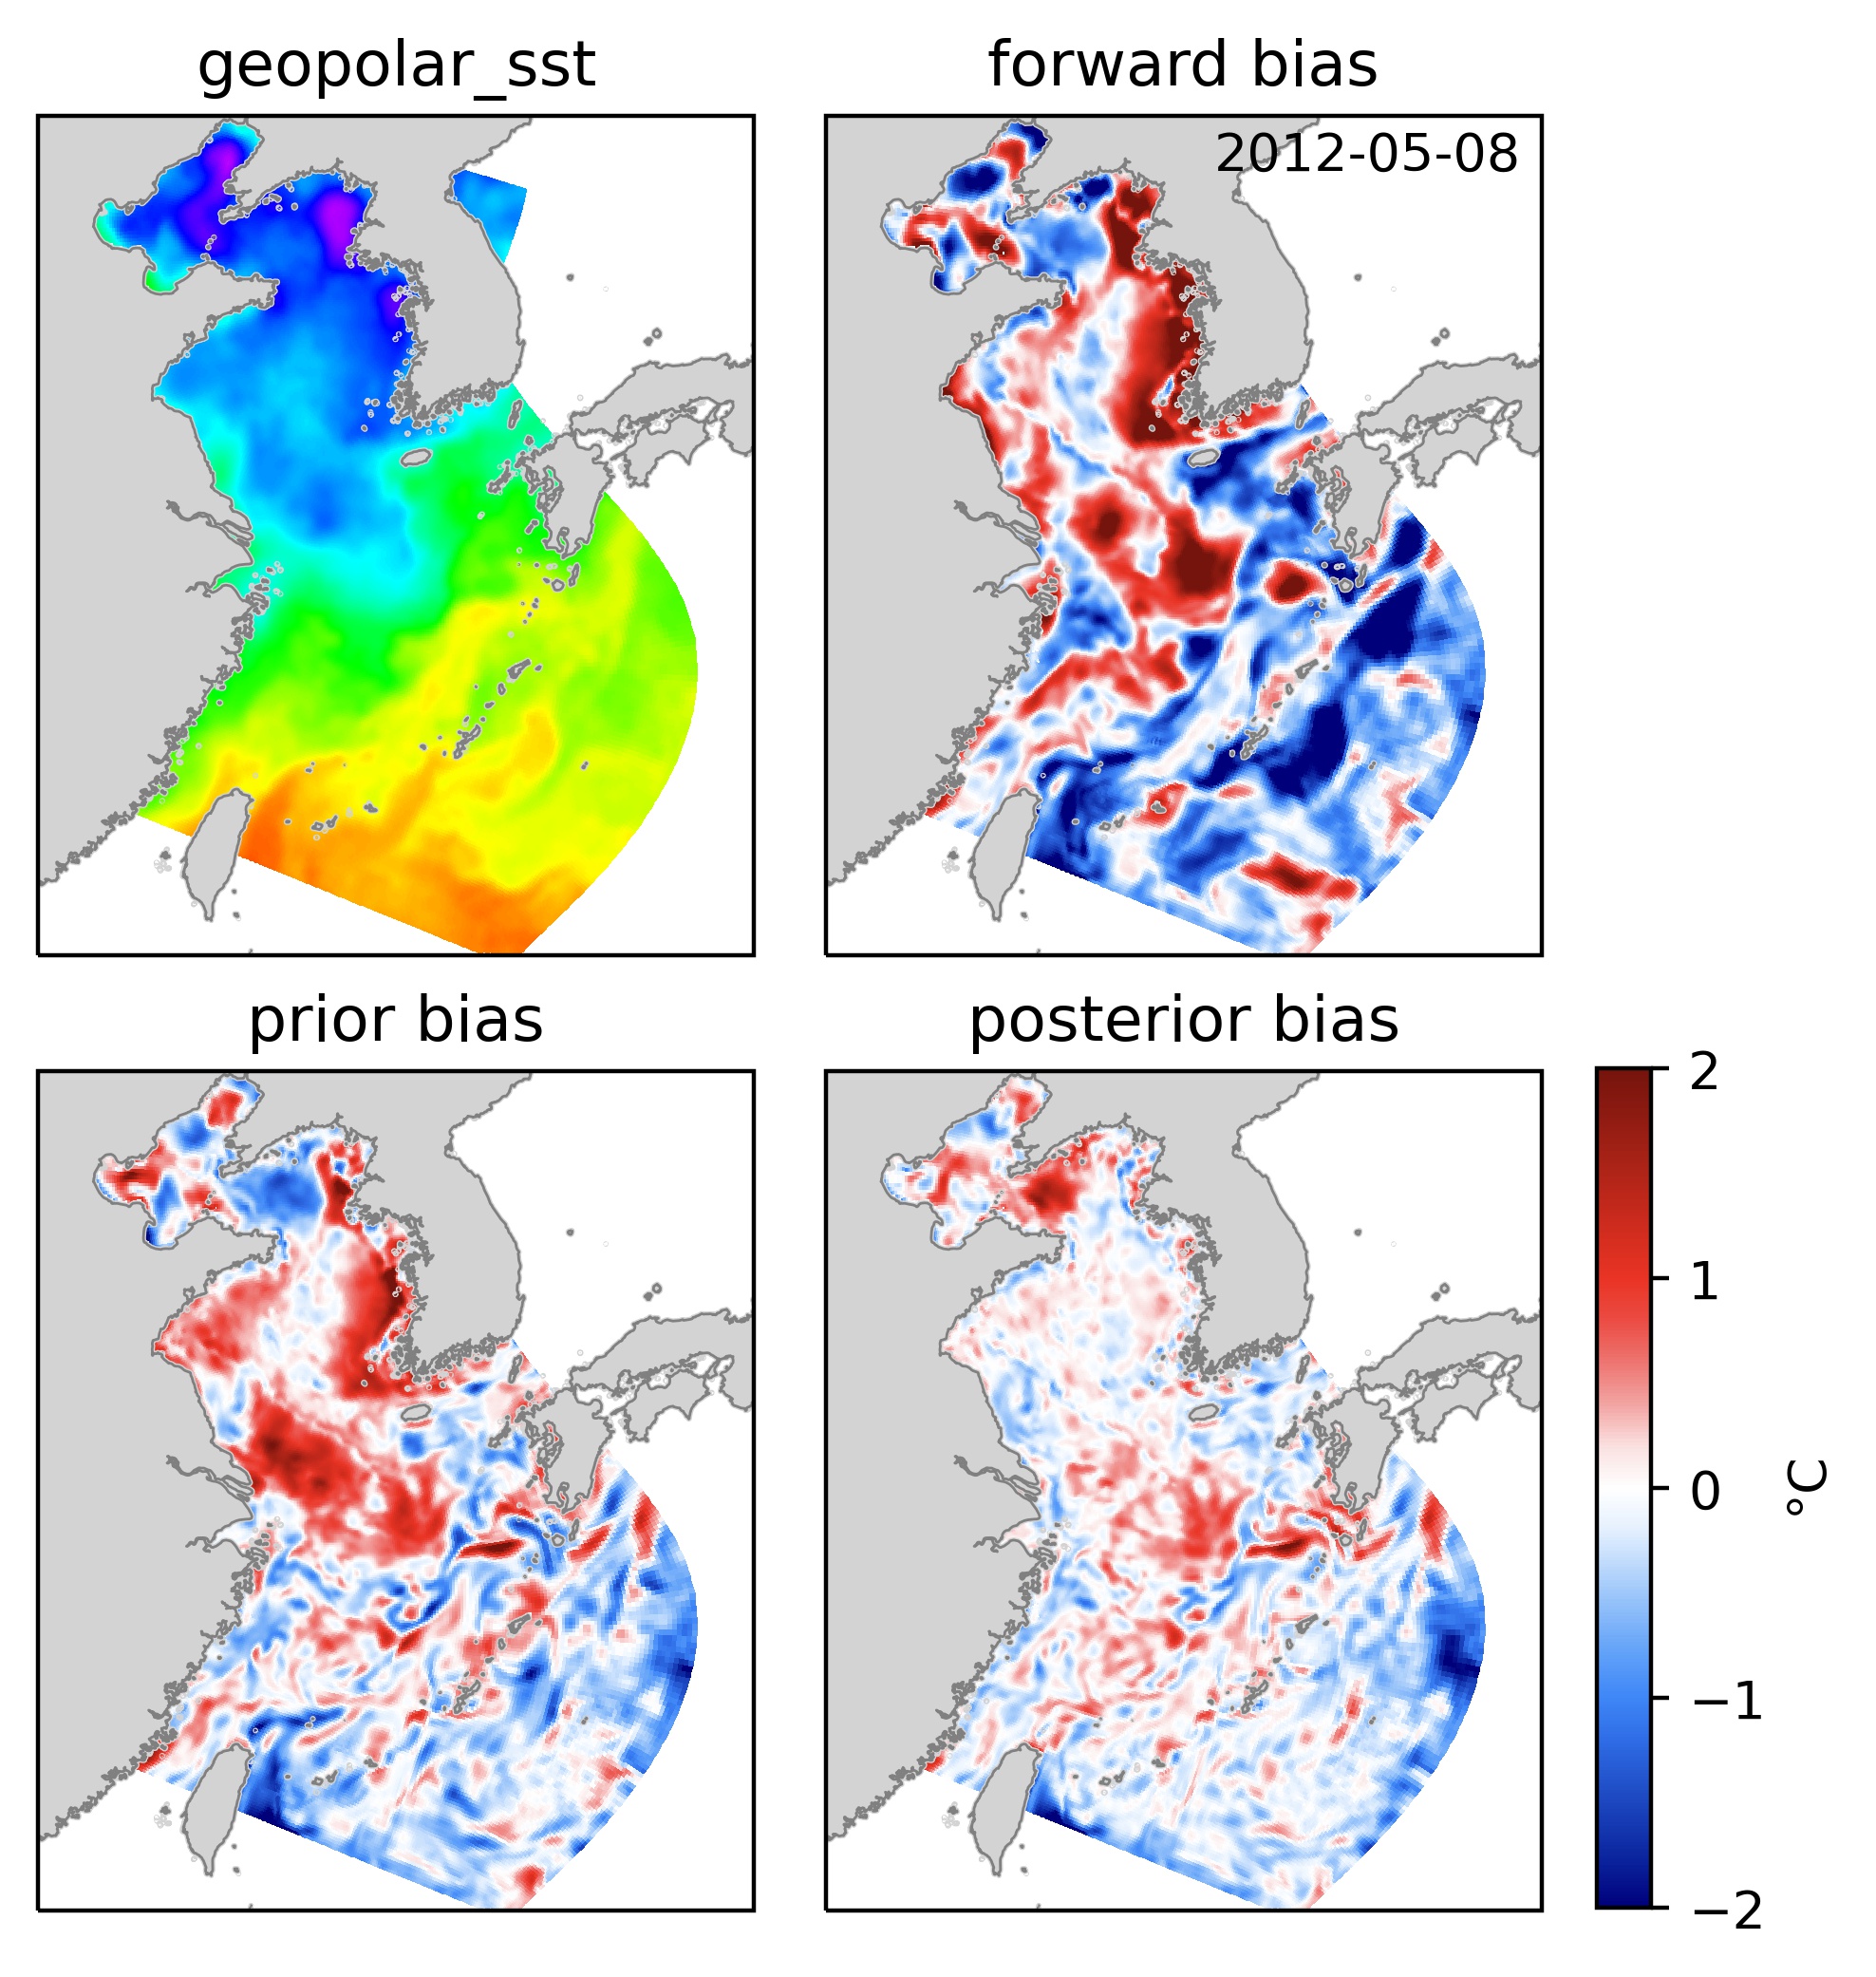 geopolar_sst
forward bias
2012-05-08
prior bias
posterior bias
2
1
0
−1
−2
°C